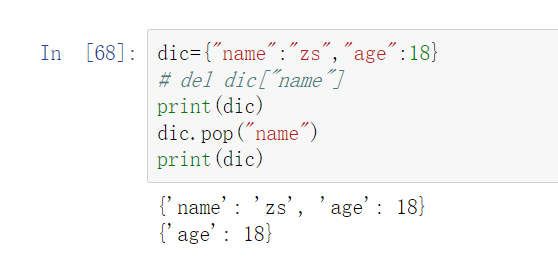 In [68]: dic={"name":"zs","age":18}
# del dic["name"]
print(dic)
dic.pop("name")
print(dic)
{'name': 'zs', 'age': 18}
{'age': 18}